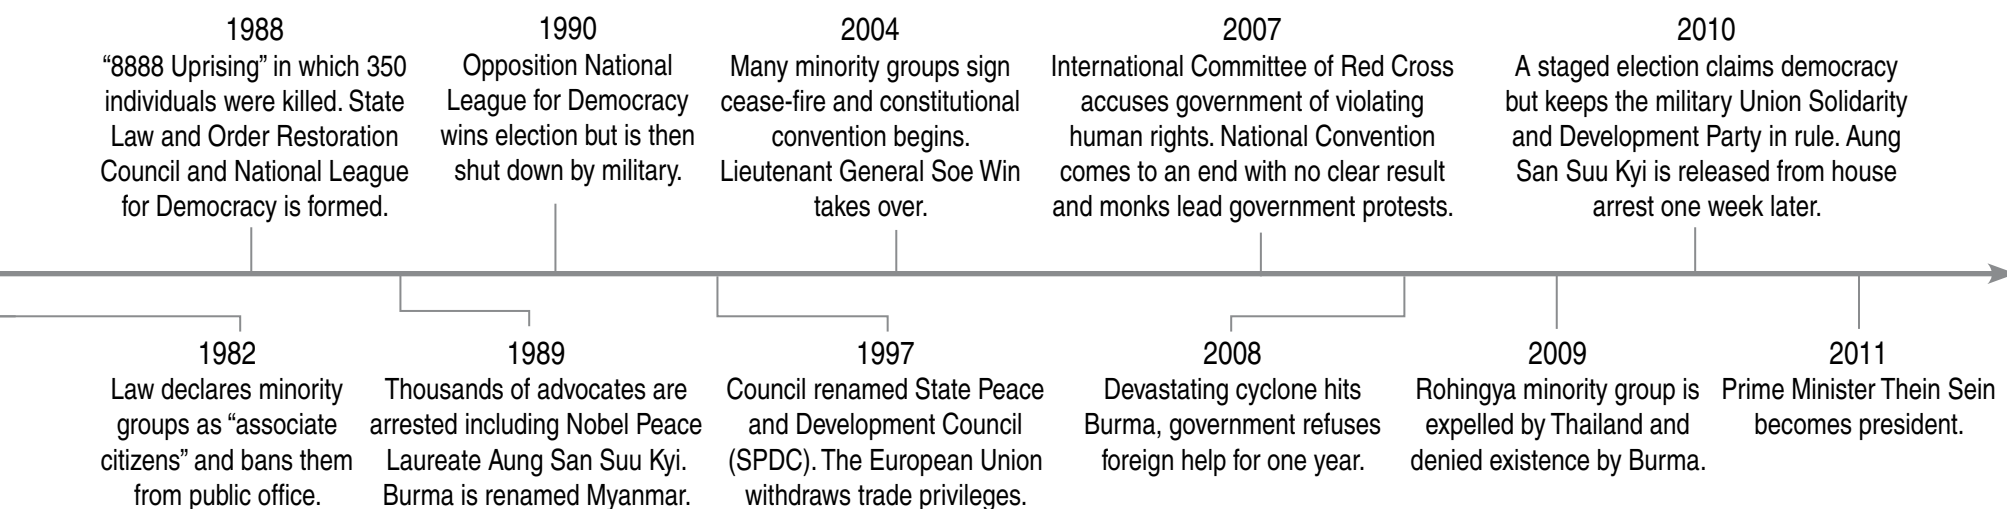 1988
“8888 Uprising” in which 350
individuals were killed. State
Law and Order Restoration
Council and National League
for Democracy is formed.
1990
Opposition National
League for Democracy
wins election but is then
shut down by military.
2004
Many minority groups sign
cease-fire and constitutional
convention begins.
Lieutenant General Soe Win
takes over.
2007
International Committee of Red Cross
accuses government of violating
human rights. National Convention
comes to an end with no clear result
and monks lead government protests.
2010
A staged election claims democracy
but keeps the military Union Solidarity
and Development Party in rule. Aung
San Suu Kyi is released from house
arrest one week later.
1982
Law declares minority
groups as “associate
citizens” and bans them
from public office.
1989
Thousands of advocates are
arrested including Nobel Peace
Laureate Aung San Suu Kyi.
Burma is renamed Myanmar.
1997
Council renamed State Peace
and Development Council
(SPDC). The European Union
withdraws trade privileges.
2008
Devastating cyclone hits
Burma, government refuses
foreign help for one year.
2009
Rohingya minority group is
expelled by Thailand and
denied existence by Burma.
2011
Prime Minister Thein Sein
becomes president.